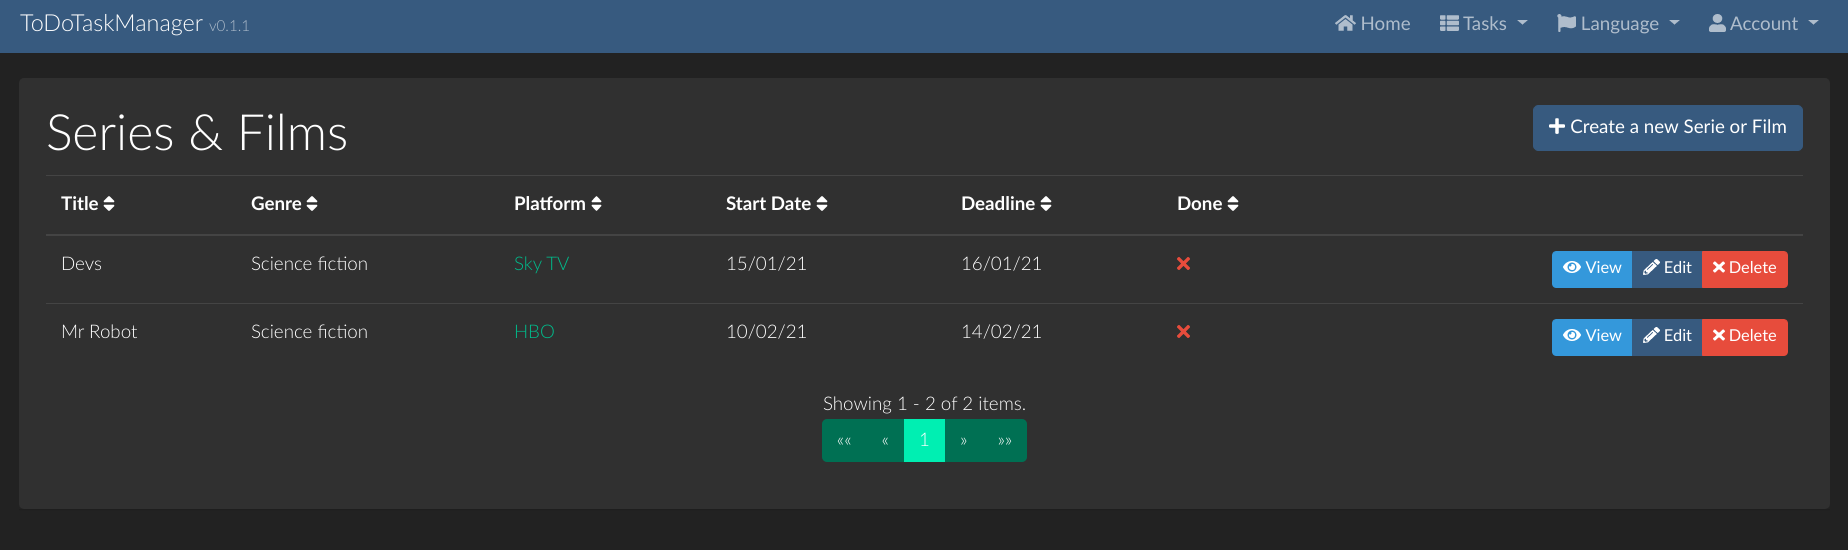 ToDoTaskManager v0.1.1 Home Tasks Language Account
Series & Films
Create a new Serie or Film
Title Genre Platform Start Date Deadline Done
Devs Science fiction Sky TV 15/01/21 16/01/21 View Edit Delete
Mr Robot Science fiction HBO 10/02/21 14/02/21 View Edit Delete
Showing 1 - 2 of 2 items.
«« « 1 » »»